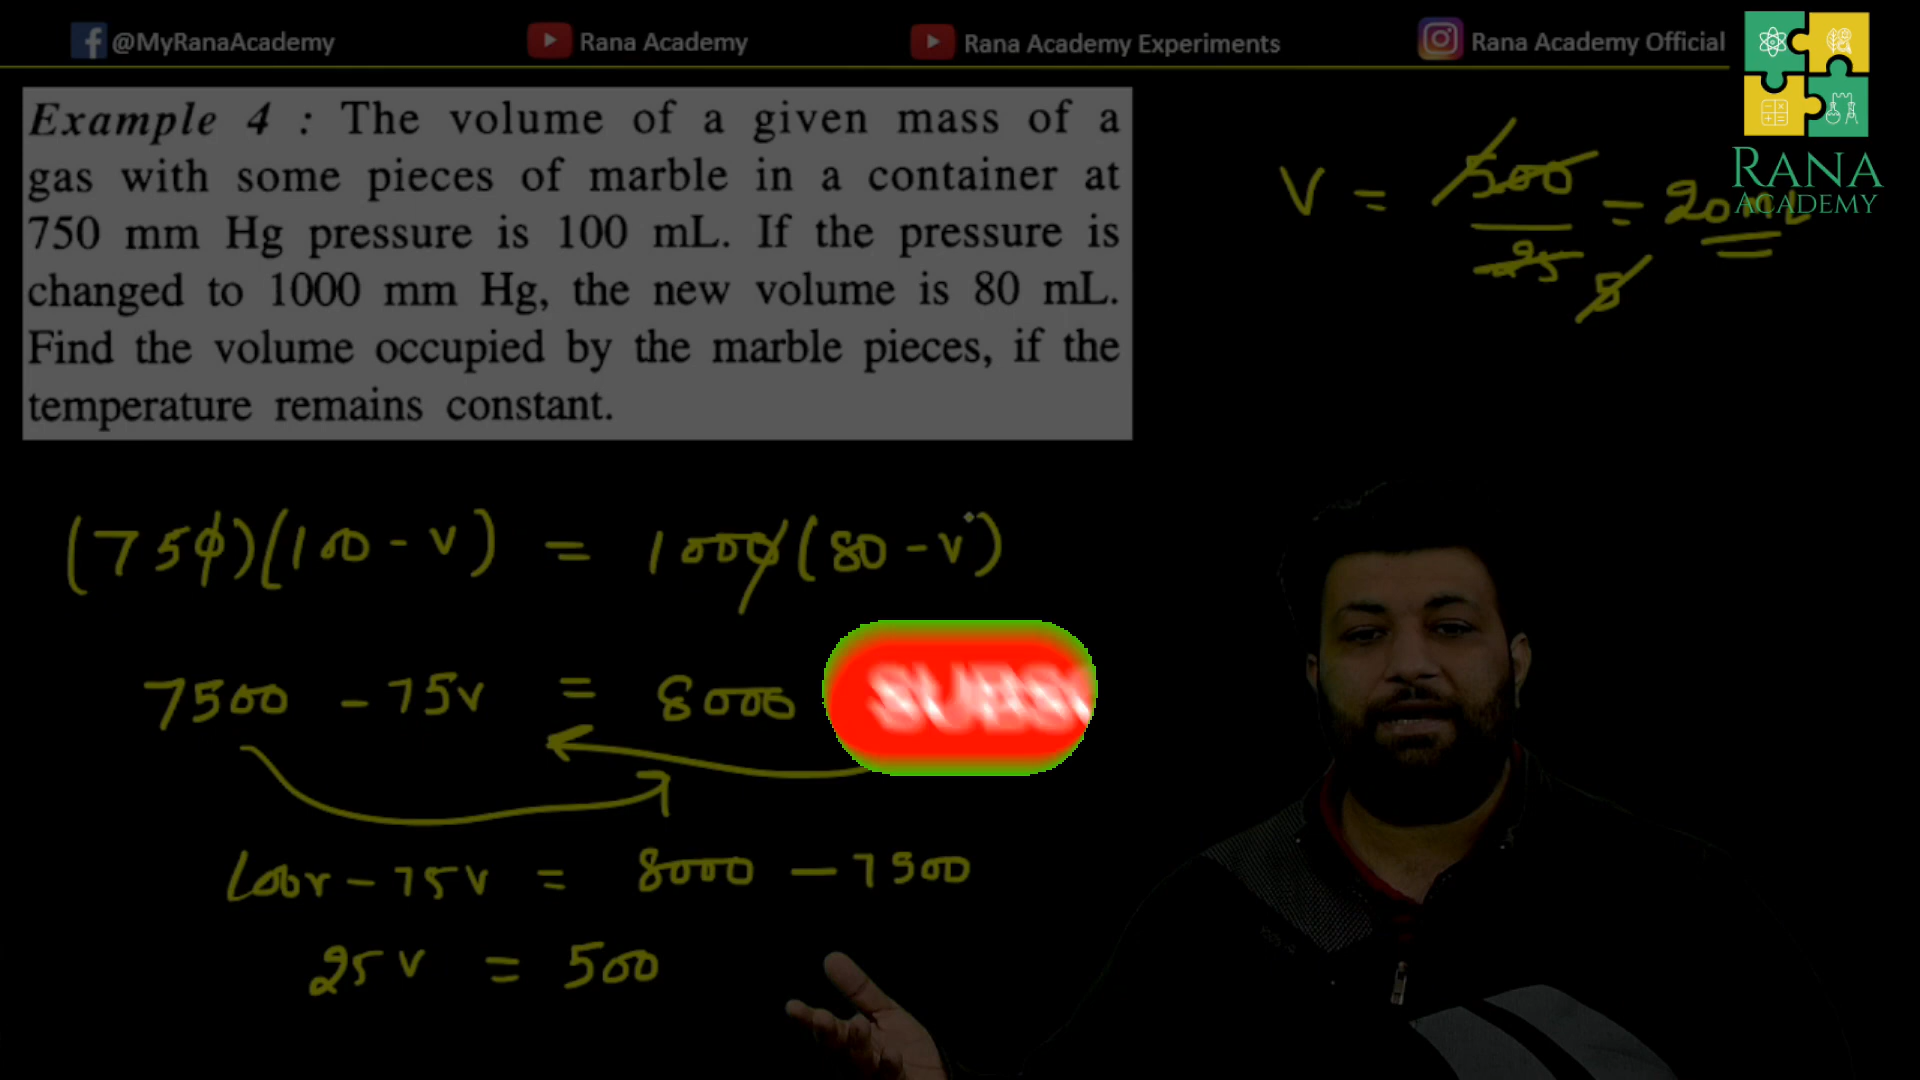 @MyRanaAcademy Rana Academy Rana Academy Experiments Rana Academy Official
RANA
ACADEMY
Example 4 : The volume of a
given mass of a
gas with some pieces of marble in a container at
750 mm Hg pressure is 100 mL. If the pressure is
changed to 1000 mm Hg, the new volume is 80 mL.
Find the volume occupied by the marble pieces, if the
temperature remains constant.
V = 500 = 20
25 5
(750)(100 - V) = 1000(80 - V)
7500 - 75V = 8000
SUBS
100V - 75V = 8000 - 7500
25V = 500